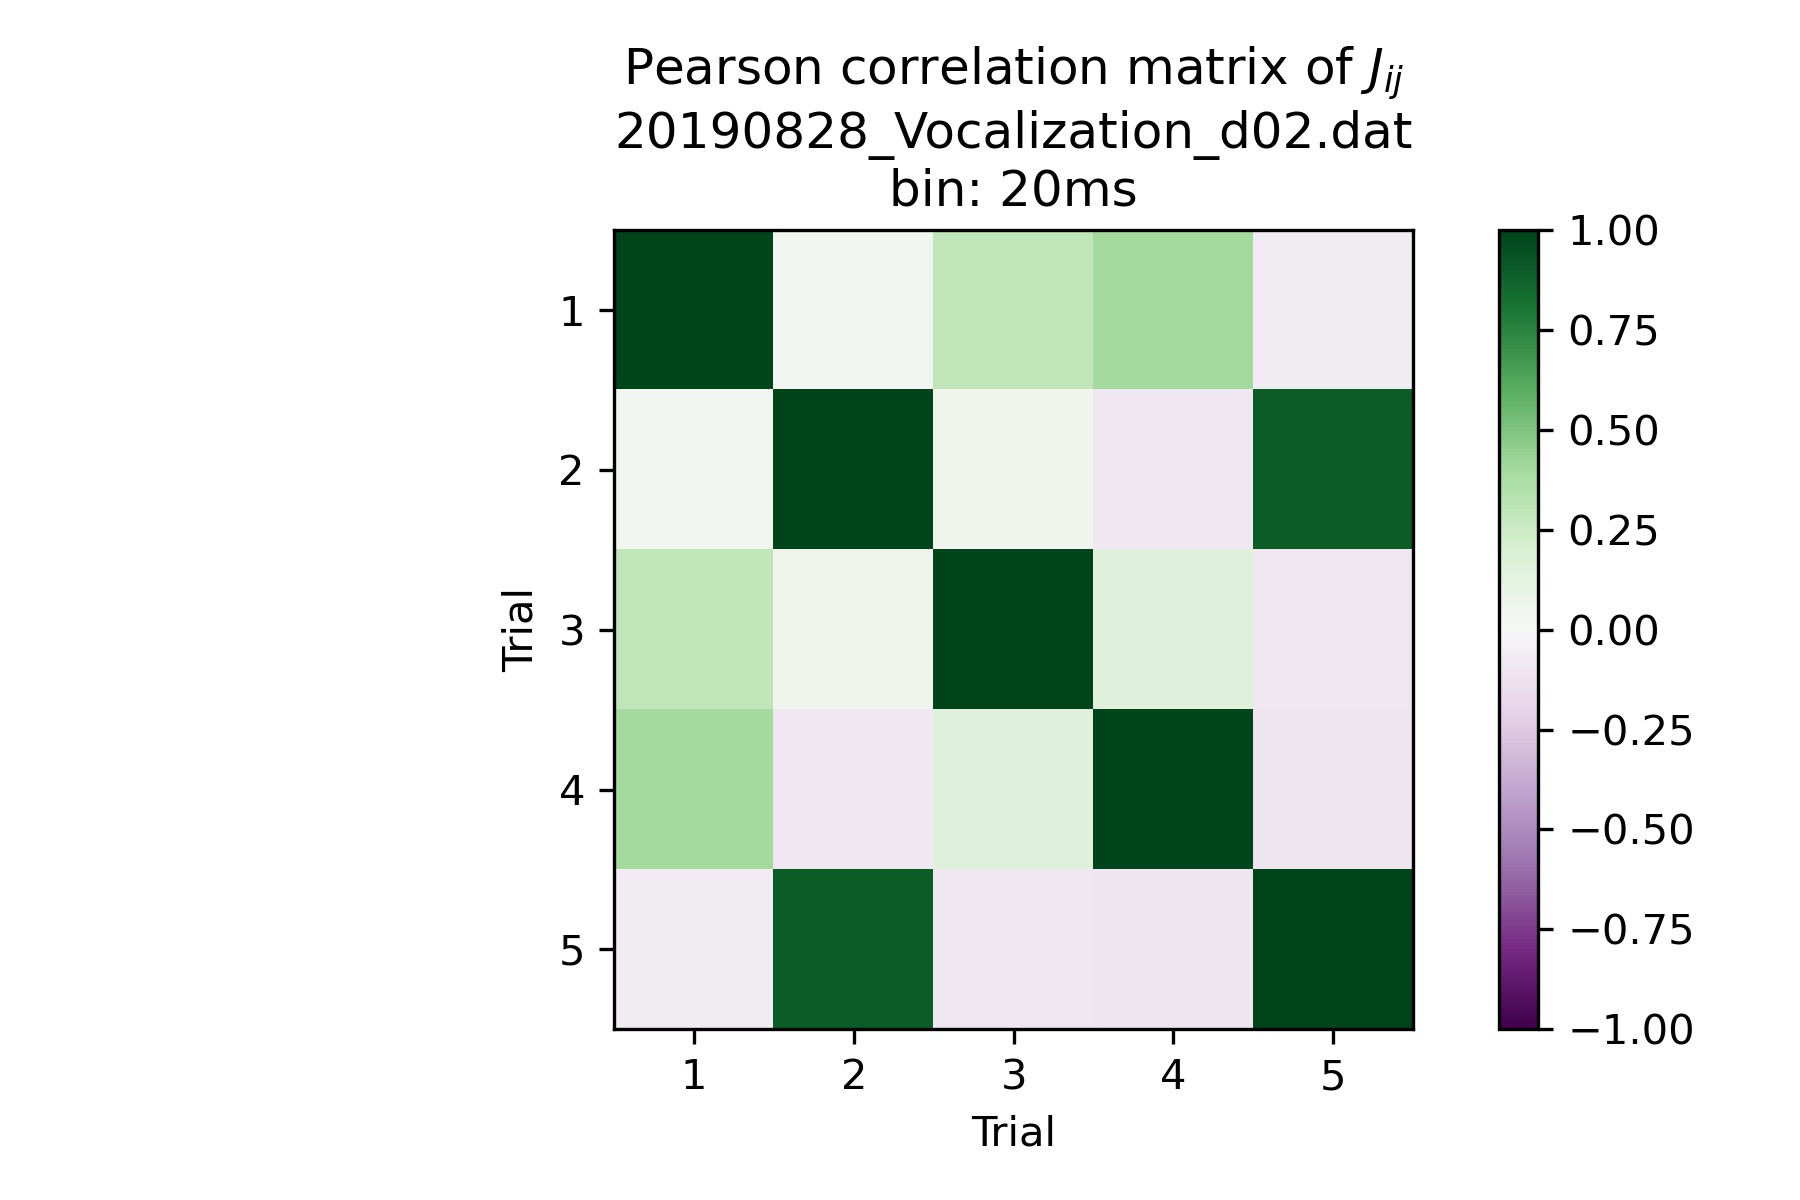 Pearson correlation matrix of Jij
20190828_Vocalization_d02.dat
bin: 20ms
Trial
1
2
3
4
5
1 2 3 4 5
Trial
1.00
0.75
0.50
0.25
0.00
−0.25
−0.50
−0.75
−1.00